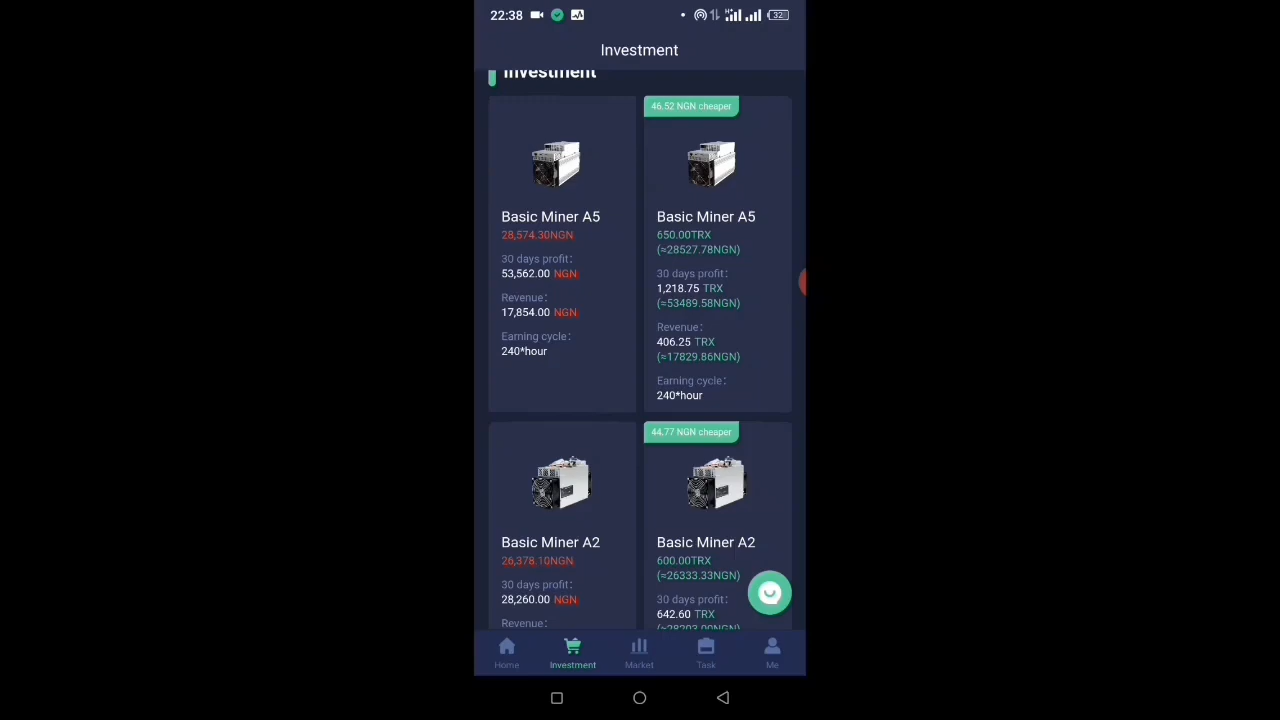 22:38
32
Investment
Investment
Basic Miner A5
28,574.30NGN
30 days profit:
53,562.00 NGN
Revenue:
17,854.00 NGN
Earning cycle:
240*hour
46.52 NGN cheaper
Basic Miner A5
650.00TRX
(≈28527.78NGN)
30 days profit:
1,218.75 TRX
(≈53489.58NGN)
Revenue:
406.25 TRX
(≈17829.86NGN)
Earning cycle:
240*hour
Basic Miner A2
26,378.10NGN
30 days profit:
28,260.00 NGN
Revenue:
44.77 NGN cheaper
Basic Miner A2
600.00TRX
(≈26333.33NGN)
30 days profit:
642.60 TRX
(≈28203.00NGN)
Home
Investment
Market
Task
Me